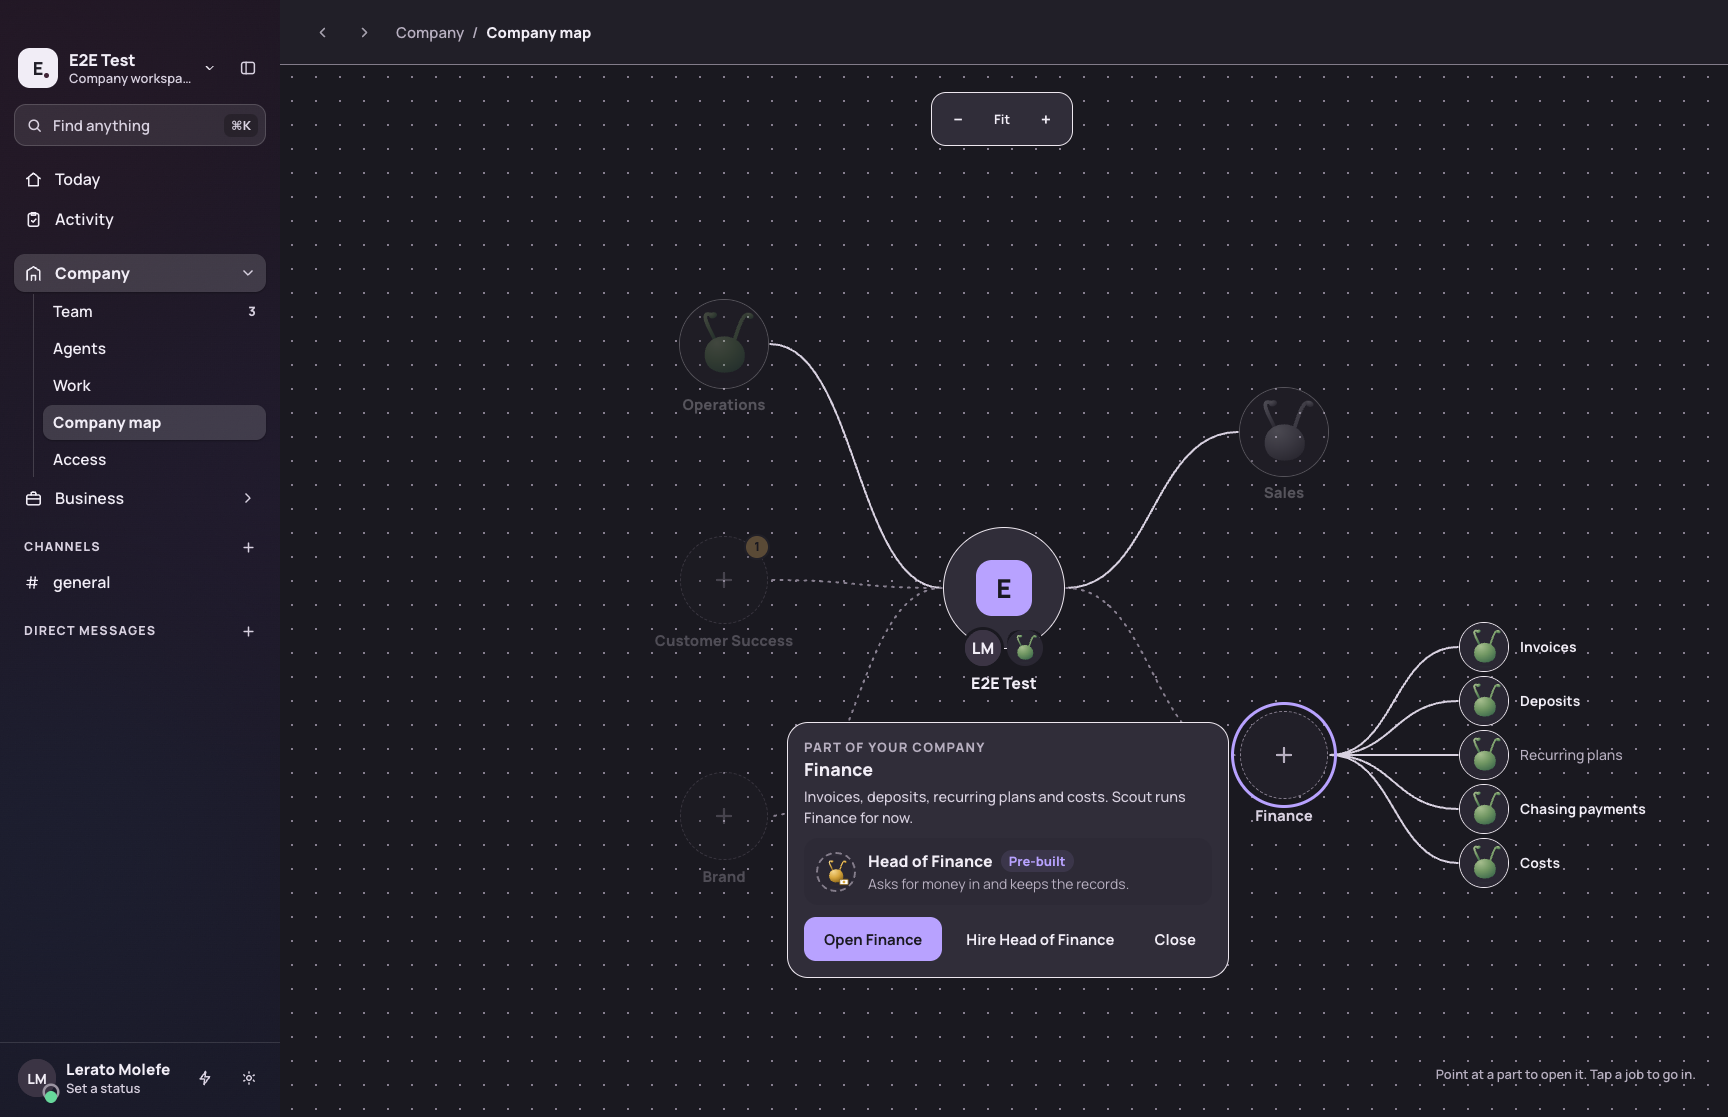 E.
E2E Test
Company workspa...
Find anything
⌘K
Today
Activity
Company
Team
3
Agents
Work
Company map
Access
Business
CHANNELS
# general
DIRECT MESSAGES
LM
Lerato Molefe
Set a status
Company / Company map
− Fit +
Operations
Sales
1
Customer Success
E
LM
E2E Test
Brand
Finance
Invoices
Deposits
Recurring plans
Chasing payments
Costs
PART OF YOUR COMPANY
Finance
Invoices, deposits, recurring plans and costs. Scout runs
Finance for now.
Head of Finance Pre-built
Asks for money in and keeps the records.
Open Finance Hire Head of Finance Close
Point at a part to open it. Tap a job to go in.